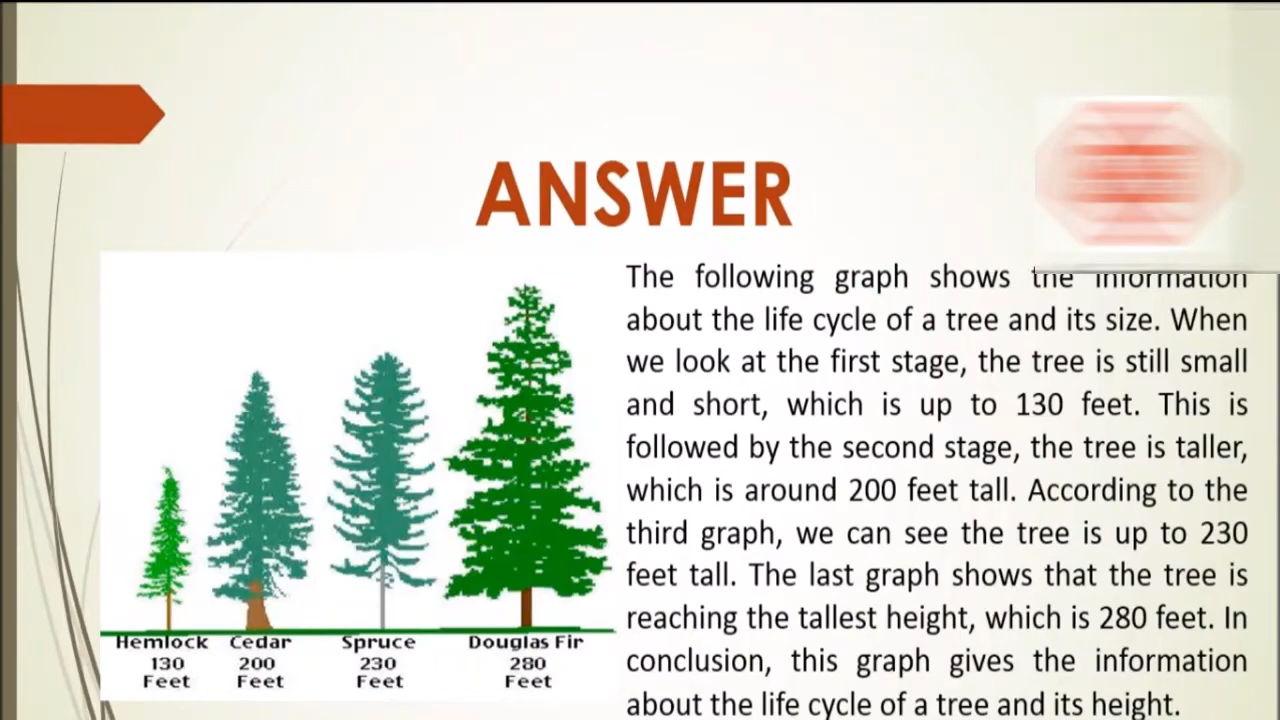 ANSWER
The following graph shows the information
about the life cycle of a tree and its size. When
we look at the first stage, the tree is still small
and short, which is up to 130 feet. This is
followed by the second stage, the tree is taller,
which is around 200 feet tall. According to the
third graph, we can see the tree is up to 230
feet tall. The last graph shows that the tree is
reaching the tallest height, which is 280 feet. In
conclusion, this graph gives the information
about the life cycle of a tree and its height.
Hemlock Cedar Spruce Douglas Fir
130 200 230 280
Feet Feet Feet Feet